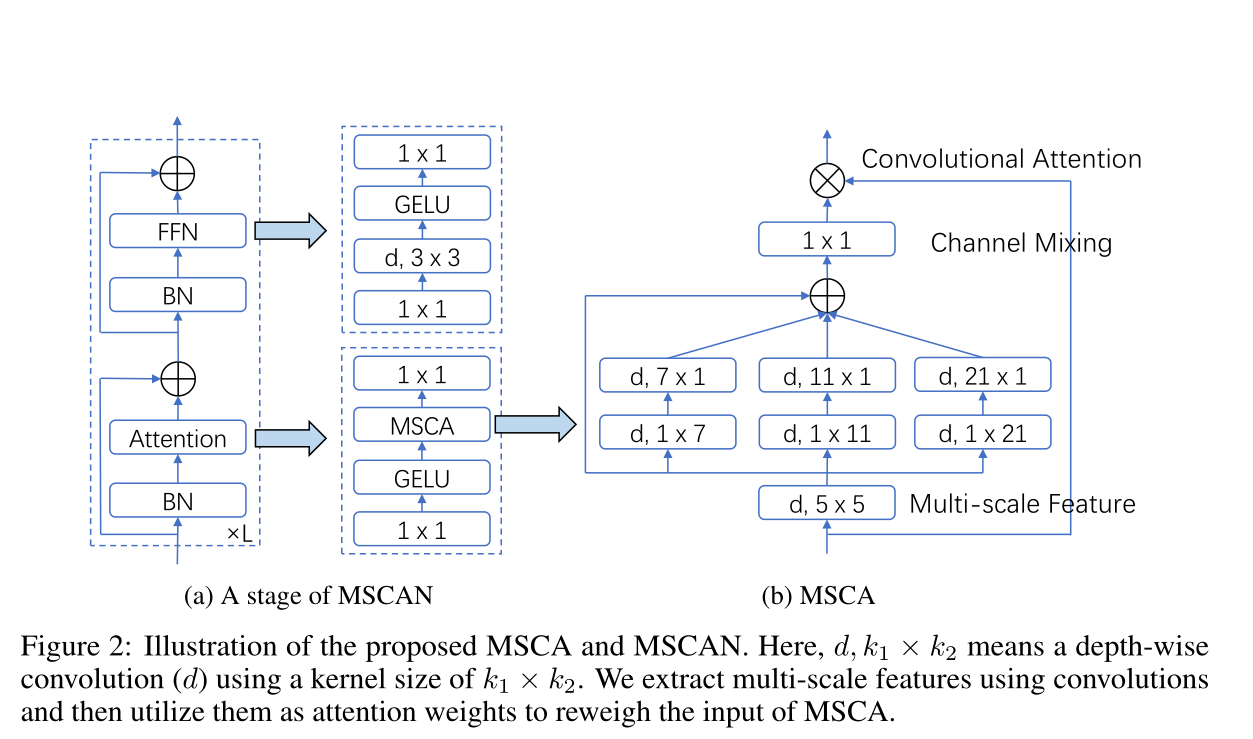 FFN
BN
Attention
BN
×L
1 x 1
GELU
d, 3 x 3
1 x 1
1 x 1
MSCA
GELU
1 x 1
(a) A stage of MSCAN
Convolutional Attention
1 x 1
Channel Mixing
d, 7 x 1
d, 11 x 1
d, 21 x 1
d, 1 x 7
d, 1 x 11
d, 1 x 21
d, 5 x 5
Multi-scale Feature
(b) MSCA
Figure 2: Illustration of the proposed MSCA and MSCAN. Here, d, k₁ × k₂ means a depth-wise
convolution (d) using a kernel size of k₁ × k₂. We extract multi-scale features using convolutions
and then utilize them as attention weights to reweigh the input of MSCA.